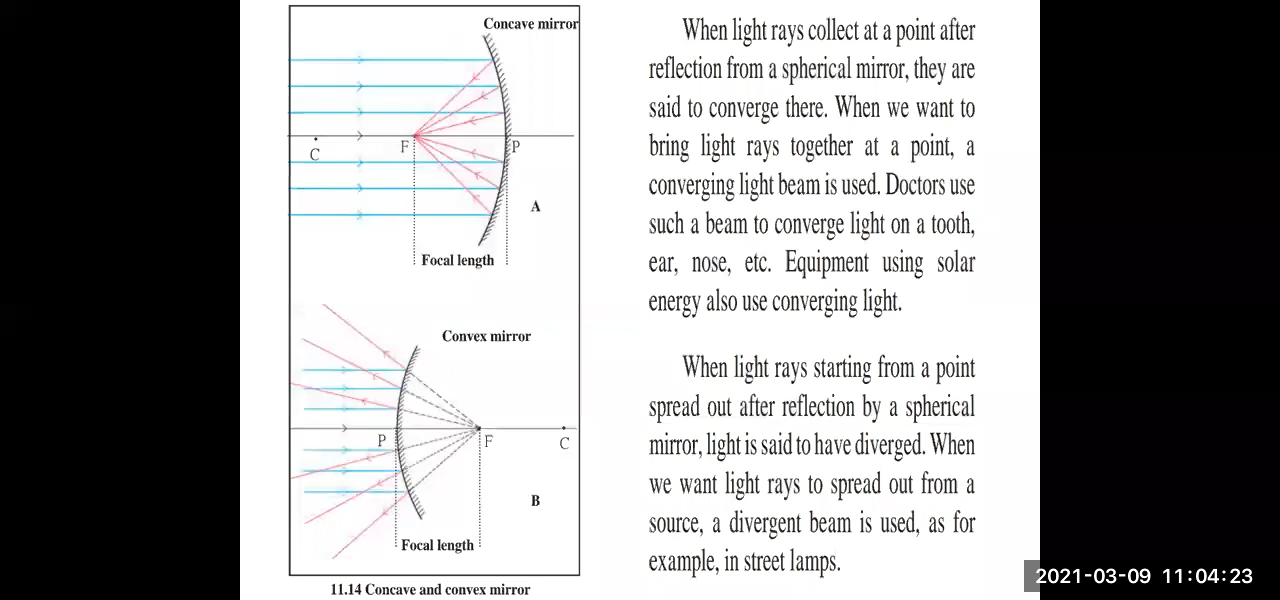 Concave mirror
C
F
P
A
Focal length
Convex mirror
P
F
C
B
Focal length
11.14 Concave and convex mirror
When light rays collect at a point after
reflection from a spherical mirror, they are
said to converge there. When we want to
bring light rays together at a point, a
converging light beam is used. Doctors use
such a beam to converge light on a tooth,
ear, nose, etc. Equipment using solar
energy also use converging light.
When light rays starting from a point
spread out after reflection by a spherical
mirror, light is said to have diverged. When
we want light rays to spread out from a
source, a divergent beam is used, as for
example, in street lamps.
2021-03-09 11:04:23